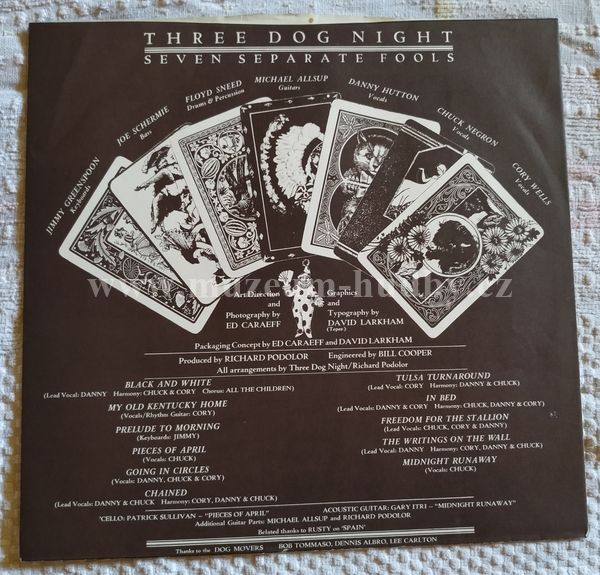 THREE DOG NIGHT
SEVEN SEPARATE FOOLS
JIMMY GREENSPOON
Keyboards
JOE SCHERMIE
Bass
FLOYD SNEED
Drums & Percussion
MICHAEL ALLSUP
Guitars
DANNY HUTTON
Vocals
CHUCK NEGRON
Vocals
CORY WELLS
Vocals
www.muzeum-hudby.cz
Art Direction
and
Photography by
ED CARAEFF
Graphics
and
Typography by
DAVID LARKHAM
(Tepaz)
Packaging Concept by ED CARAEFF and DAVID LARKHAM
Produced by RICHARD PODOLOR Engineered by BILL COOPER
All arrangements by Three Dog Night/Richard Podolor
BLACK AND WHITE
(Lead Vocal: DANNY Harmony: CHUCK & CORY Chorus: ALL THE CHILDREN)
MY OLD KENTUCKY HOME
(Vocals/Rhythm Guitar: CORY)
PRELUDE TO MORNING
(Keyboards: JIMMY)
PIECES OF APRIL
(Vocals: CHUCK)
GOING IN CIRCLES
(Vocals: DANNY, CHUCK & CORY)
CHAINED
(Lead Vocals: DANNY & CHUCK Harmony: CORY, DANNY & CHUCK)
TULSA TURNAROUND
(Lead Vocal: CORY Harmony: DANNY & CHUCK)
IN BED
(Lead Vocal: CORY Harmony: CHUCK, DANNY & CORY)
FREEDOM FOR THE STALLION
(Lead Vocals: CHUCK, CORY & DANNY)
THE WRITINGS ON THE WALL
(Lead Vocal: DANNY Harmony: CORY, DANNY & CHUCK)
MIDNIGHT RUNAWAY
(Vocals: CHUCK)
'CELLO: PATRICK SULLIVAN – "PIECES OF APRIL" ACOUSTIC GUITAR: GARY ITRI – "MIDNIGHT RUNAWAY"
Additional Guitar Parts: MICHAEL ALLSUP and RICHARD PODOLOR
Belated thanks to RUSTY on 'SPAIN'
Thanks to the DOG MOVERS BOB TOMMASO, DENNIS ALBRO, LEE CARLTON